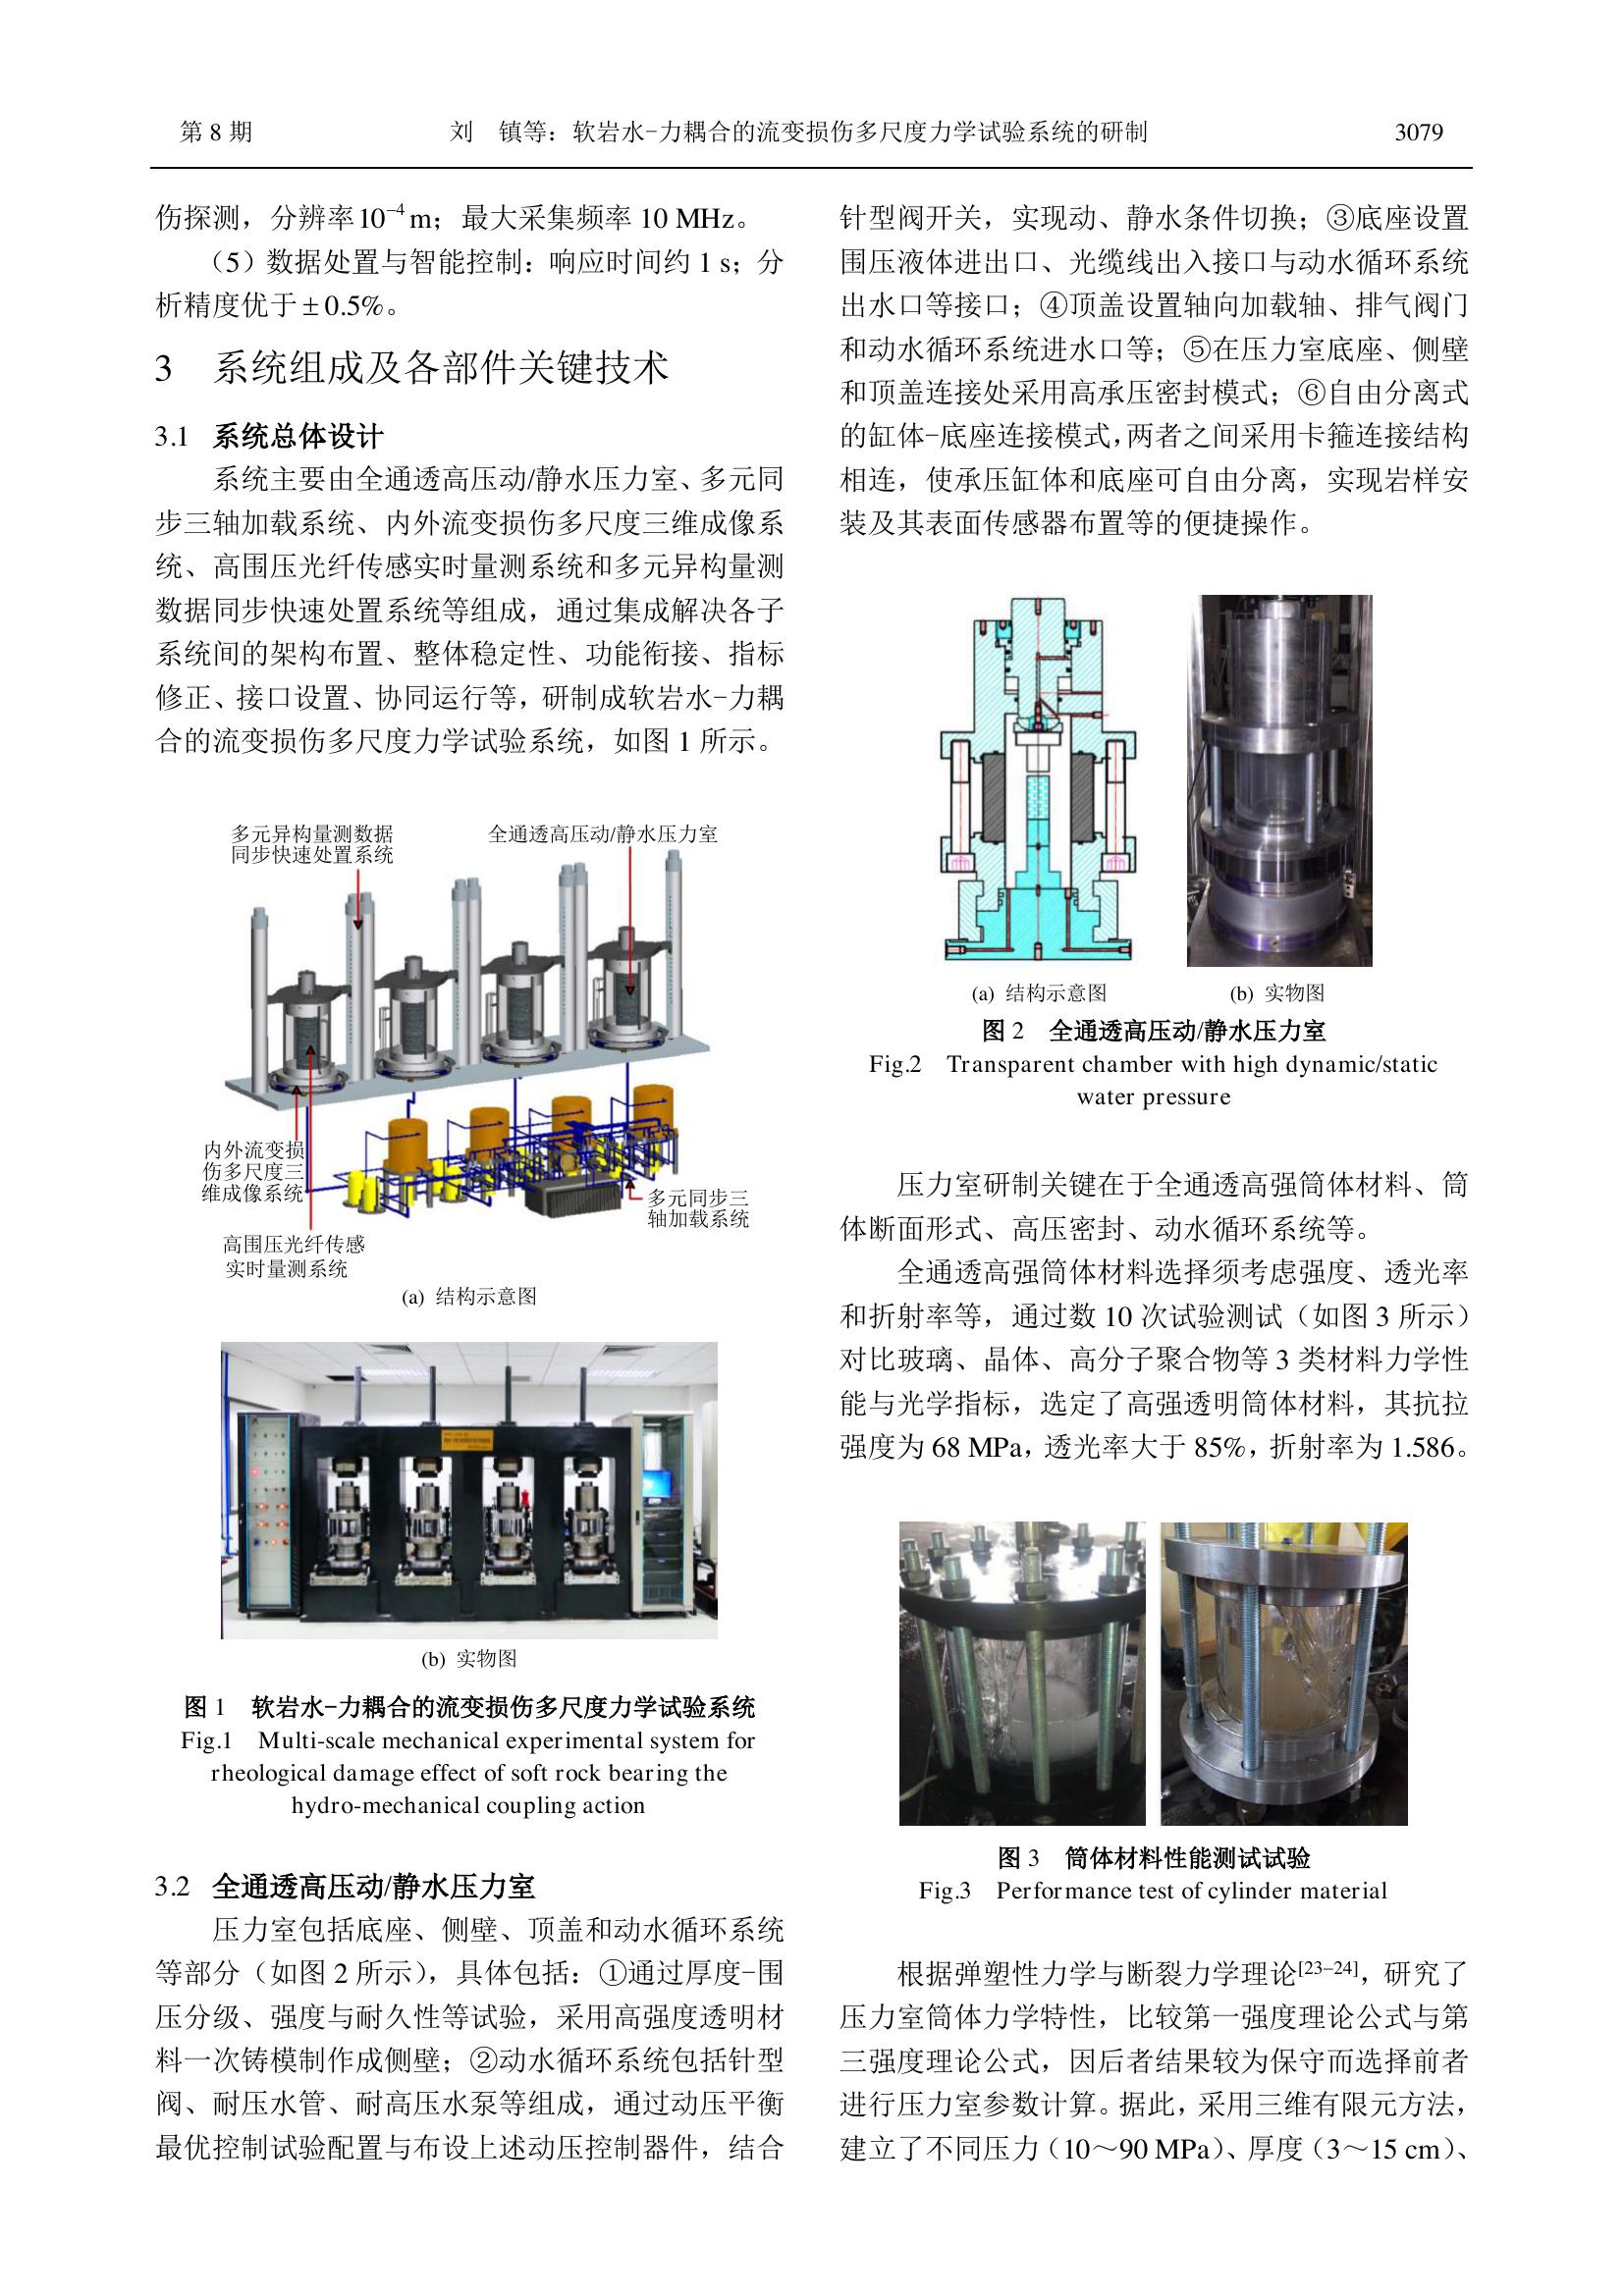 第 8 期 刘 镇等：软岩水-力耦合的流变损伤多尺度力学试验系统的研制 3079
伤探测，分辨率10⁻⁴ m；最大采集频率 10 MHz。
（5）数据处置与智能控制：响应时间约 1 s；分
析精度优于±0.5%。
3 系统组成及各部件关键技术
3.1 系统总体设计
系统主要由全通透高压动/静水压力室、多元同
步三轴加载系统、内外流变损伤多尺度三维成像系
统、高围压光纤传感实时量测系统和多元异构量测
数据同步快速处置系统等组成，通过集成解决各子
系统间的架构布置、整体稳定性、功能衔接、指标
修正、接口设置、协同运行等，研制成软岩水-力耦
合的流变损伤多尺度力学试验系统，如图 1 所示。
多元异构量测数据
同步快速处置系统
全通透高压动/静水压力室
内外流变损
伤多尺度三
维成像系统
多元同步三
轴加载系统
高围压光纤传感
实时量测系统
(a) 结构示意图
(b) 实物图
图 1 软岩水-力耦合的流变损伤多尺度力学试验系统
Fig.1 Multi-scale mechanical experimental system for
rheological damage effect of soft rock bearing the
hydro-mechanical coupling action
3.2 全通透高压动/静水压力室
压力室包括底座、侧壁、顶盖和动水循环系统
等部分（如图 2 所示），具体包括：①通过厚度-围
压分级、强度与耐久性等试验，采用高强度透明材
料一次铸模制作成侧壁；②动水循环系统包括针型
阀、耐压水管、耐高压水泵等组成，通过动压平衡
最优控制试验配置与布设上述动压控制器件，结合
针型阀开关，实现动、静水条件切换；③底座设置
围压液体进出口、光缆线出入接口与动水循环系统
出水口等接口；④顶盖设置轴向加载轴、排气阀门
和动水循环系统进水口等；⑤在压力室底座、侧壁
和顶盖连接处采用高承压密封模式；⑥自由分离式
的缸体-底座连接模式，两者之间采用卡箍连接结构
相连，使承压缸体和底座可自由分离，实现岩样安
装及其表面传感器布置等的便捷操作。
(a) 结构示意图 (b) 实物图
图 2 全通透高压动/静水压力室
Fig.2 Transparent chamber with high dynamic/static
water pressure
压力室研制关键在于全通透高强筒体材料、筒
体断面形式、高压密封、动水循环系统等。
全通透高强筒体材料选择须考虑强度、透光率
和折射率等，通过数 10 次试验测试（如图 3 所示）
对比玻璃、晶体、高分子聚合物等 3 类材料力学性
能与光学指标，选定了高强透明筒体材料，其抗拉
强度为 68 MPa，透光率大于 85%，折射率为 1.586。
图 3 筒体材料性能测试试验
Fig.3 Performance test of cylinder material
根据弹塑性力学与断裂力学理论[23-24]，研究了
压力室筒体力学特性，比较第一强度理论公式与第
三强度理论公式，因后者结果较为保守而选择前者
进行压力室参数计算。据此，采用三维有限元方法，
建立了不同压力（10～90 MPa）、厚度（3～15 cm）、